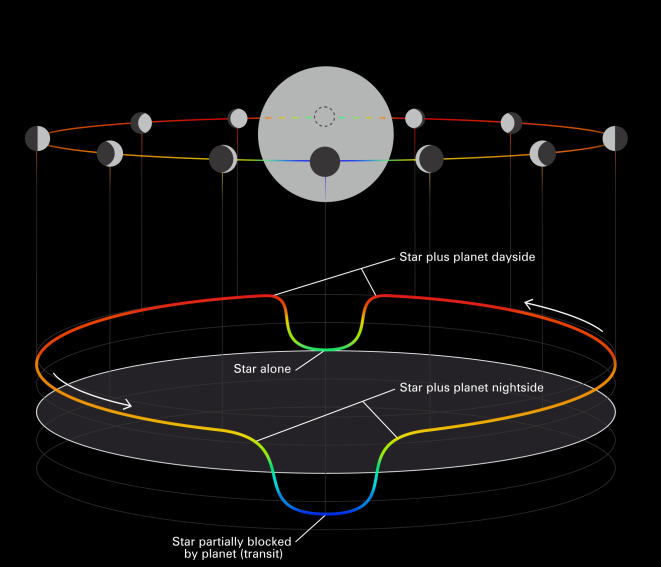 Star plus planet dayside
Star alone
Star plus planet nightside
Star partially blocked
by planet (transit)